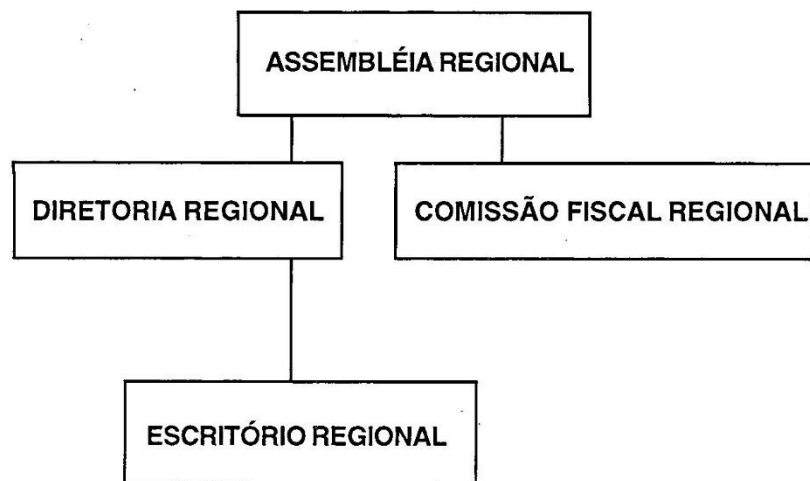 ASSEMBLÉIA REGIONAL
DIRETORIA REGIONAL
COMISSÃO FISCAL REGIONAL
ESCRITÓRIO REGIONAL